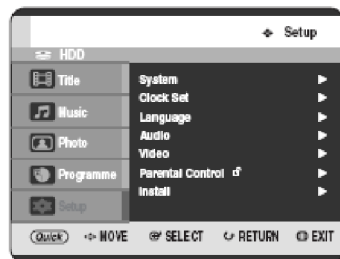 Setup
HDD
Title
Music
Photo
Programme
Setup
System
Clock Set
Language
Audio
Video
Parental Control
Install
Quick MOVE SELECT RETURN EXIT